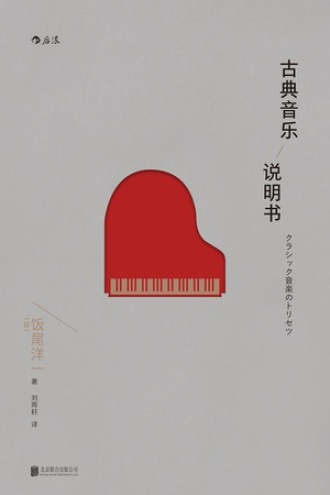 后浪
古典音乐
说明书
クラシック音楽のトリセツ
[日]
饭尾洋一
著
刘雨轩 译
北京联合出版公司